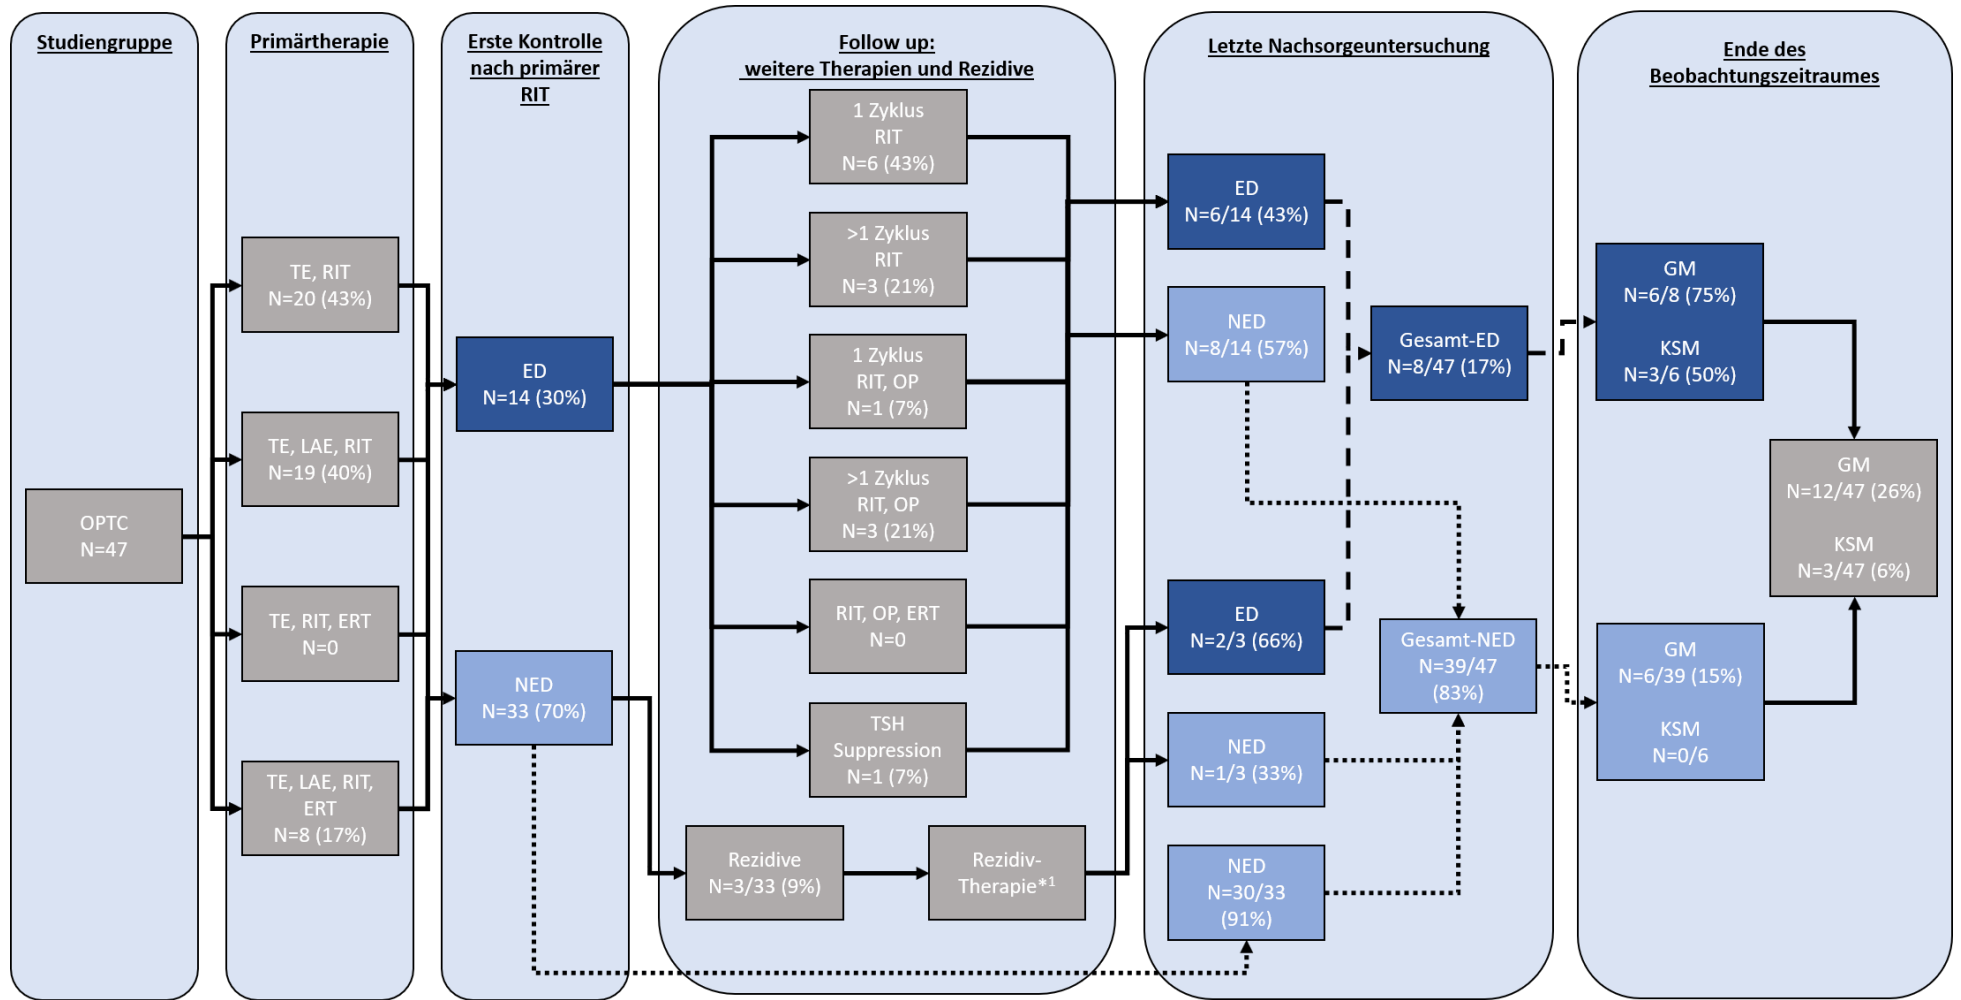 Studiengruppe
OPTC
N=47
Primärtherapie
TE, RIT
N=20 (43%)
TE, LAE, RIT
N=19 (40%)
TE, RIT, ERT
N=0
TE, LAE, RIT,
ERT
N=8 (17%)
Erste Kontrolle
nach primärer
RIT
ED
N=14 (30%)
NED
N=33 (70%)
Follow up:
weitere Therapien und Rezidive
1 Zyklus
RIT
N=6 (43%)
>1 Zyklus
RIT
N=3 (21%)
1 Zyklus
RIT, OP
N=1 (7%)
>1 Zyklus
RIT, OP
N=3 (21%)
RIT, OP, ERT
N=0
TSH
Suppression
N=1 (7%)
Rezidive
N=3/33 (9%)
Rezidiv-
Therapie*¹
Letzte Nachsorgeuntersuchung
ED
N=6/14 (43%)
NED
N=8/14 (57%)
ED
N=2/3 (66%)
NED
N=1/3 (33%)
NED
N=30/33
(91%)
Gesamt-ED
N=8/47 (17%)
Gesamt-NED
N=39/47
(83%)
Ende des
Beobachtungszeitraumes
GM
N=6/8 (75%)
KSM
N=3/6 (50%)
GM
N=6/39 (15%)
KSM
N=0/6
GM
N=12/47 (26%)
KSM
N=3/47 (6%)